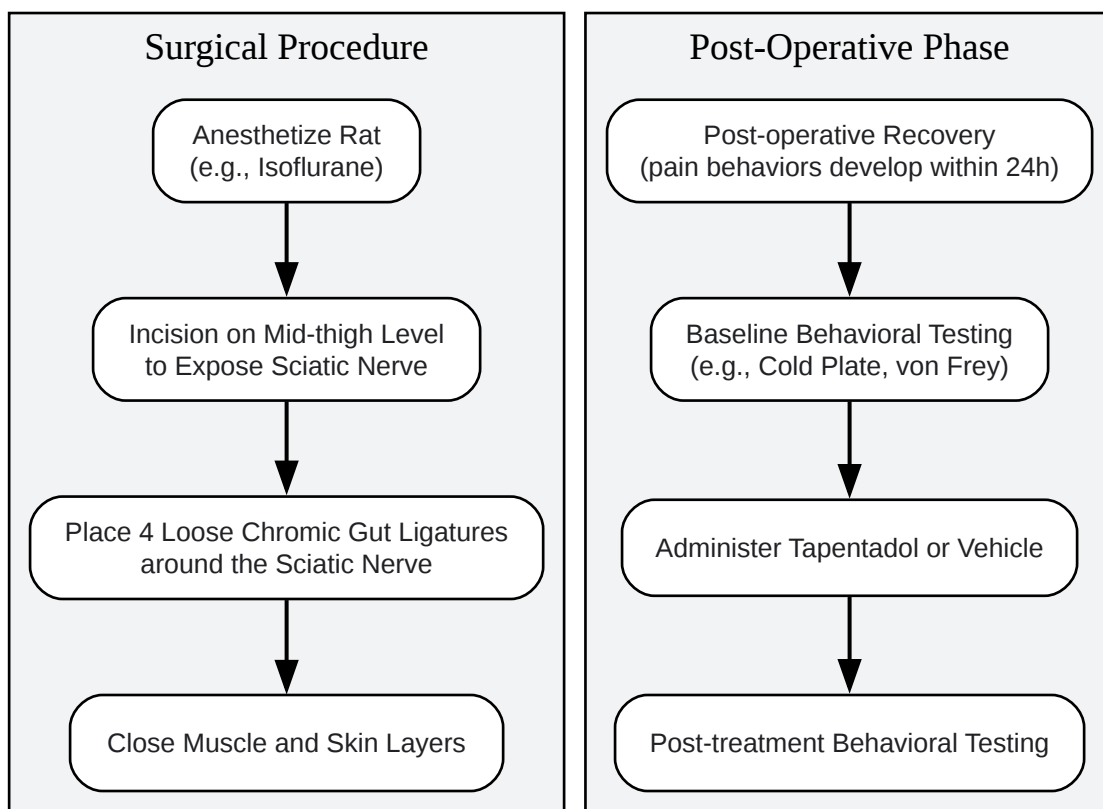 Surgical Procedure
Anesthetize Rat
(e.g., Isoflurane)
Incision on Mid-thigh Level
to Expose Sciatic Nerve
Place 4 Loose Chromic Gut Ligatures
around the Sciatic Nerve
Close Muscle and Skin Layers
Post-Operative Phase
Post-operative Recovery
(pain behaviors develop within 24h)
Baseline Behavioral Testing
(e.g., Cold Plate, von Frey)
Administer Tapentadol or Vehicle
Post-treatment Behavioral Testing